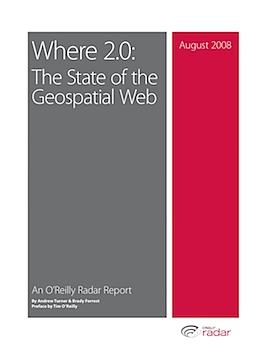 Where 2.0:
The State of the
Geospatial Web
August 2008
An O'Reilly Radar Report
By Andrew Turner & Brady Forrest
Preface by Tim O'Reilly
O'REILLY
radar